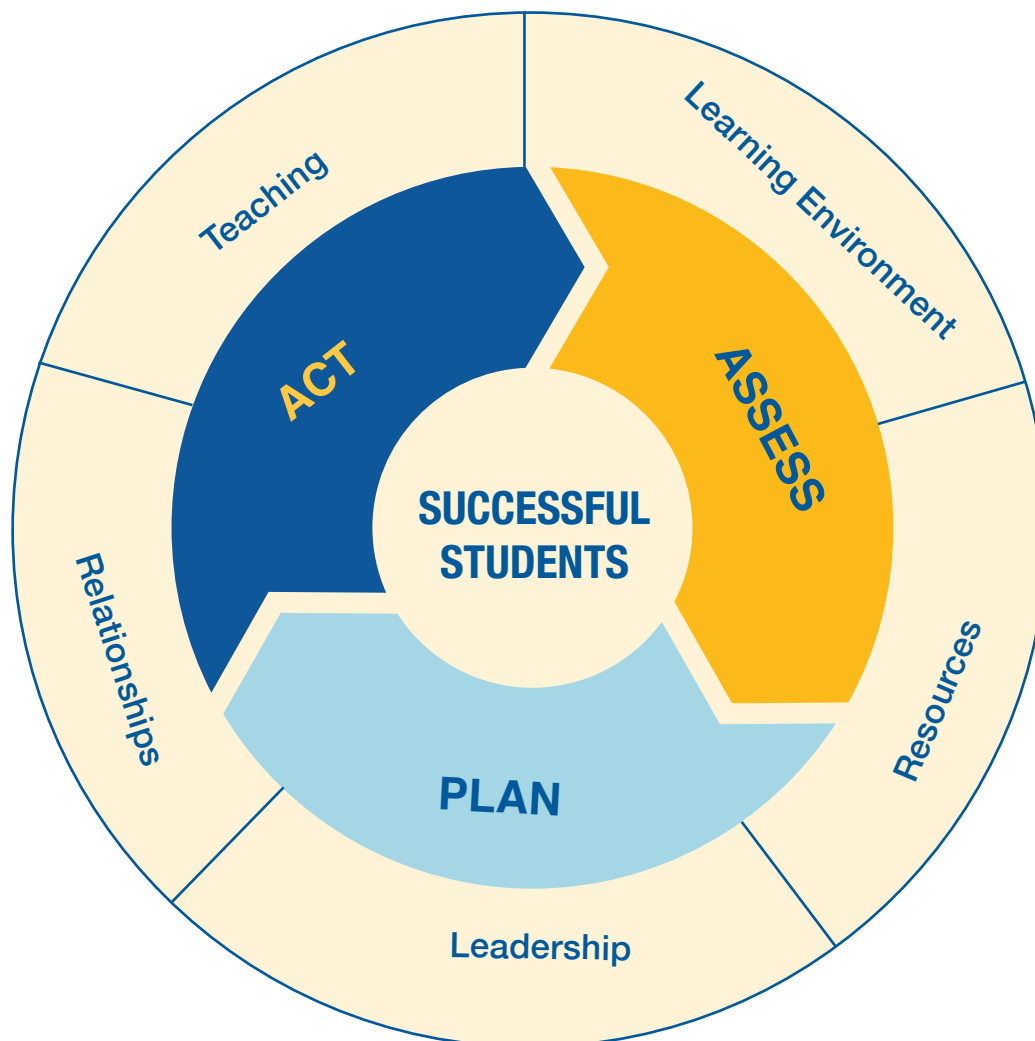 Teaching
Learning Environment
ACT
ASSESS
SUCCESSFUL
STUDENTS
Relationships
Resources
PLAN
Leadership